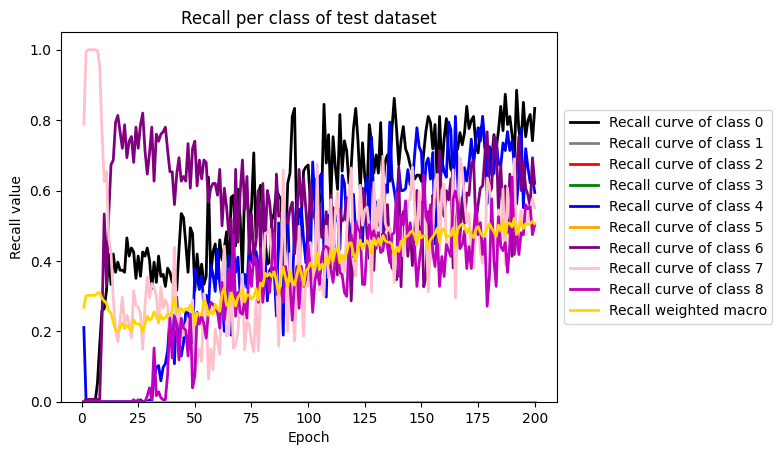 Recall per class of test dataset
Recall value
1.0
0.8
0.6
0.4
0.2
0.0
0
25
50
75
100
125
150
175
200
Epoch
Recall curve of class 0
Recall curve of class 1
Recall curve of class 2
Recall curve of class 3
Recall curve of class 4
Recall curve of class 5
Recall curve of class 6
Recall curve of class 7
Recall curve of class 8
Recall weighted macro